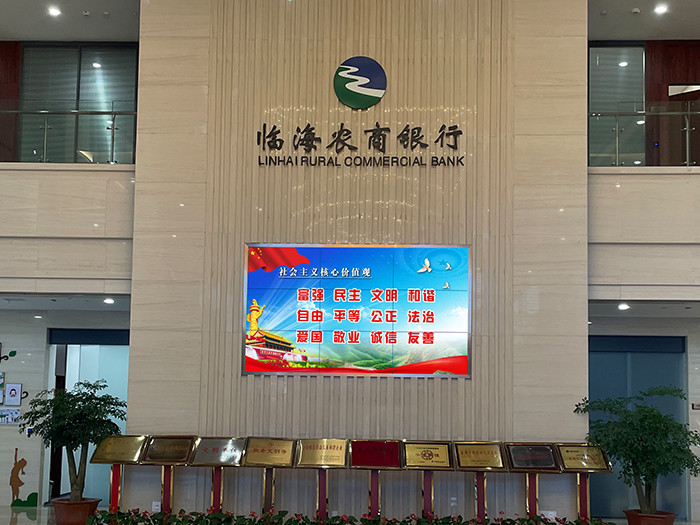 临海农商银行
LINHAI RURAL COMMERCIAL BANK
社会主义核心价值观
富强 民主 文明 和谐
自由 平等 公正 法治
爱国 敬业 诚信 友善